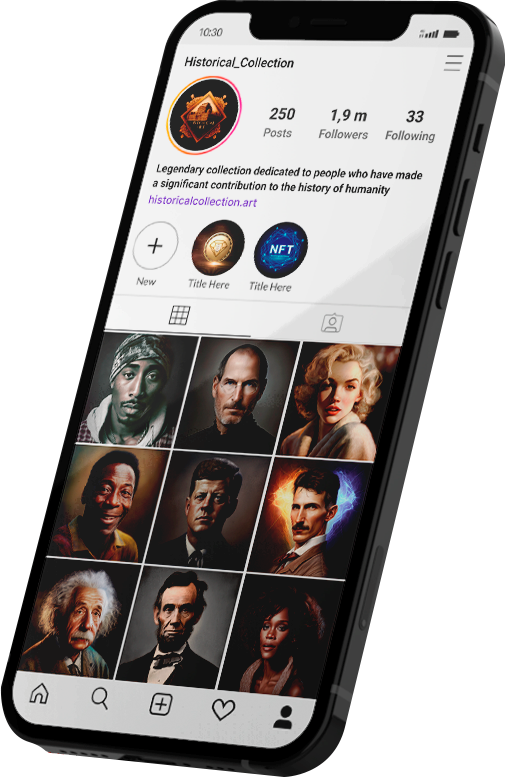 10:30
Historical_Collection
250
Posts
1,9 m
Followers
33
Following
Legendary collection dedicated to people who have made
a significant contribution to the history of humanity
historicalcollection.art
NFT
New
Title Here
Title Here